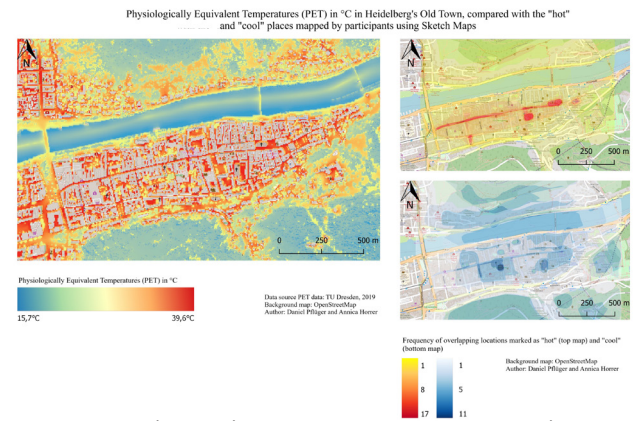 Physiologically Equivalent Temperatures (PET) in °C in Heidelberg's Old Town, compared with the "hot"
and "cool" places mapped by participants using Sketch Maps
N
0 250 500 m
N
0 250 500 m
N
0 250 500 m
Physiologically Equivalent Temperatures (PET) in °C
15,7°C 39,6°C
Data source PET data: TU Dresden, 2019
Background map: OpenStreetMap
Author: Daniel Pflüger and Annica Horrer
Frequency of overlapping locations marked as "hot" (top map) and "cool"
(bottom map)
1 1
8 5
17 11
Background map: OpenStreetMap
Author: Daniel Pflüger and Annica Horrer